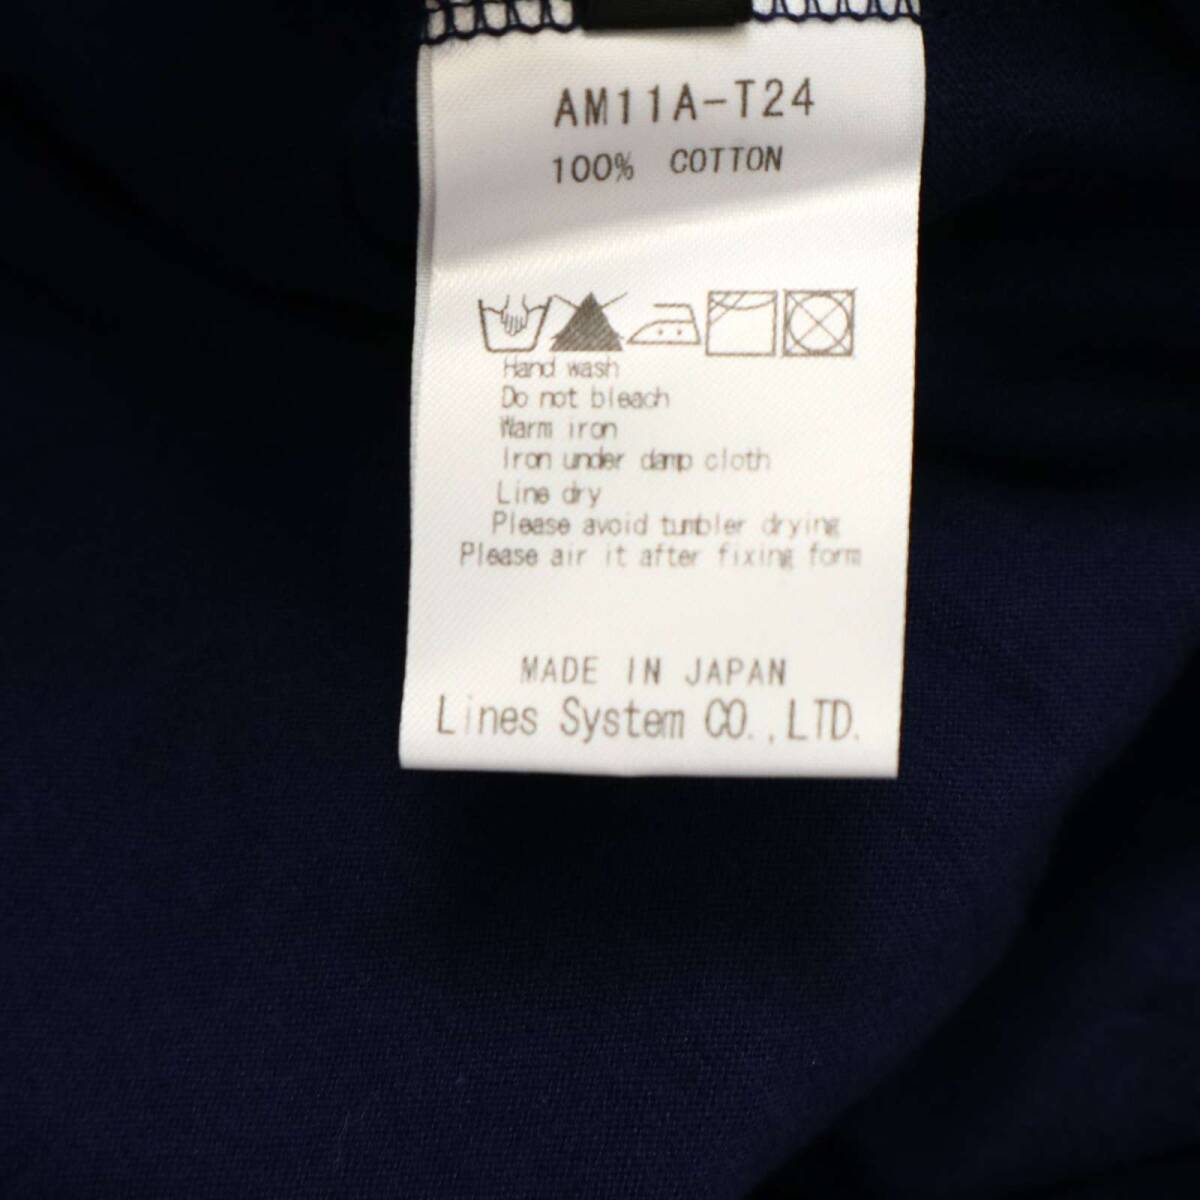 AM11A-T24
100% COTTON
Hand wash
Do not bleach
Warm iron
Iron under damp cloth
Line dry
Please avoid tumbler drying
Please air it after fixing form
MADE IN JAPAN
Lines System CO.,LTD.